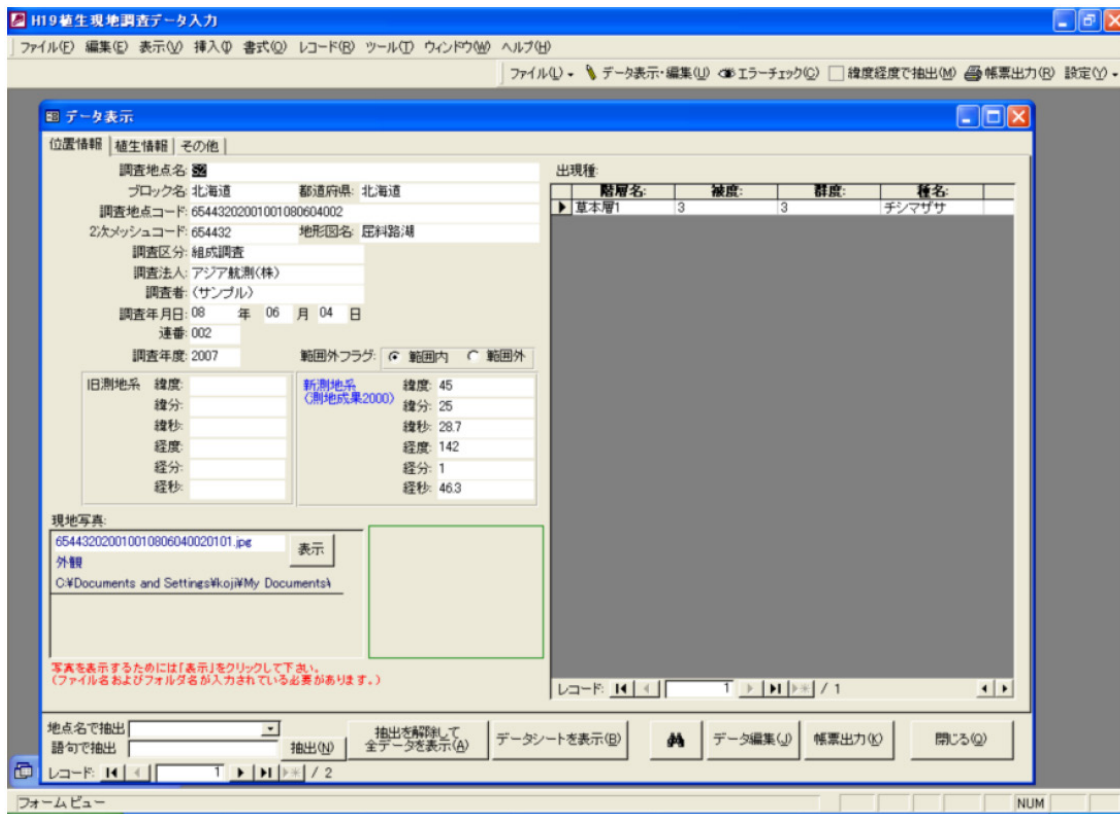 H19植生現地調査データ入力
ファイル(F) 編集(E) 表示(V) 挿入(I) 書式(O) レコード(R) ツール(T) ウィンドウ(W) ヘルプ(H)
ファイル(L) データ表示・編集(U) エラーチェック(C) 緯度経度で抽出(M) 帳票出力(R) 設定(Y)
データ表示
位置情報 植生情報 その他
調査地点名:
ブロック名: 北海道 都道府県: 北海道
調査地点コード: 65443202001001080604002
2次メッシュコード: 654432 地形図名: 屈斜路湖
調査区分: 組成調査
調査法人: アジア航測(株)
調査者: (サンプル)
調査年月日: 08 年 06 月 04 日
連番: 002
調査年度: 2007 範囲外フラグ: 範囲内 範囲外
旧測地系 緯度:
緯分:
緯秒:
経度:
経分:
経秒:
新測地系 緯度: 45
(測地成果2000) 緯分: 25
緯秒: 28.7
経度: 142
経分: 1
経秒: 46.3
現地写真:
654432020010010806040020101.jpg 表示
外観
C:¥Documents and Settings¥koji¥My Documents¥
写真を表示するためには「表示」をクリックして下さい。
(ファイル名およびフォルダ名が入力されている必要があります。)
出現種:
階層名: 被度: 群度: 種名:
草本層1 3 3 チシマザサ
レコード: 1 / 1
地点名で抽出
語句で抽出 抽出(N)
抽出を解除して
全データを表示(A)
データシートを表示(B) データ編集(J) 帳票出力(K) 閉じる(Q)
レコード: 1 / 2
フォーム ビュー NUM